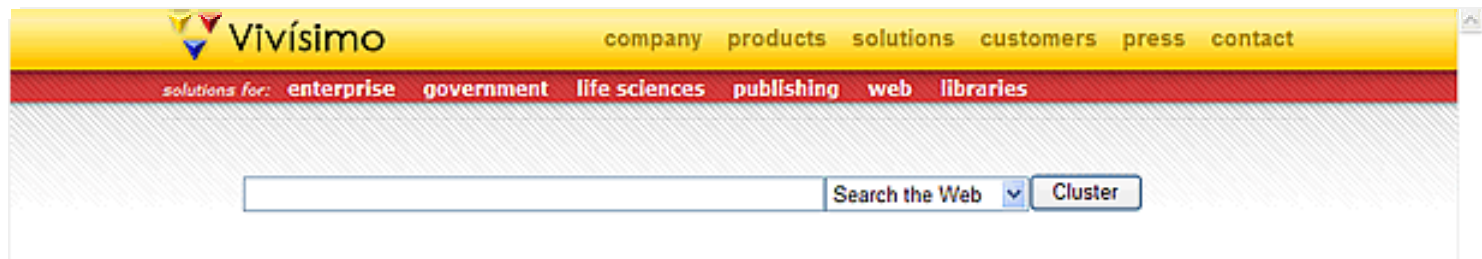 Vivísimo company products solutions customers press contact
solutions for: enterprise government life sciences publishing web libraries
Search the Web Cluster